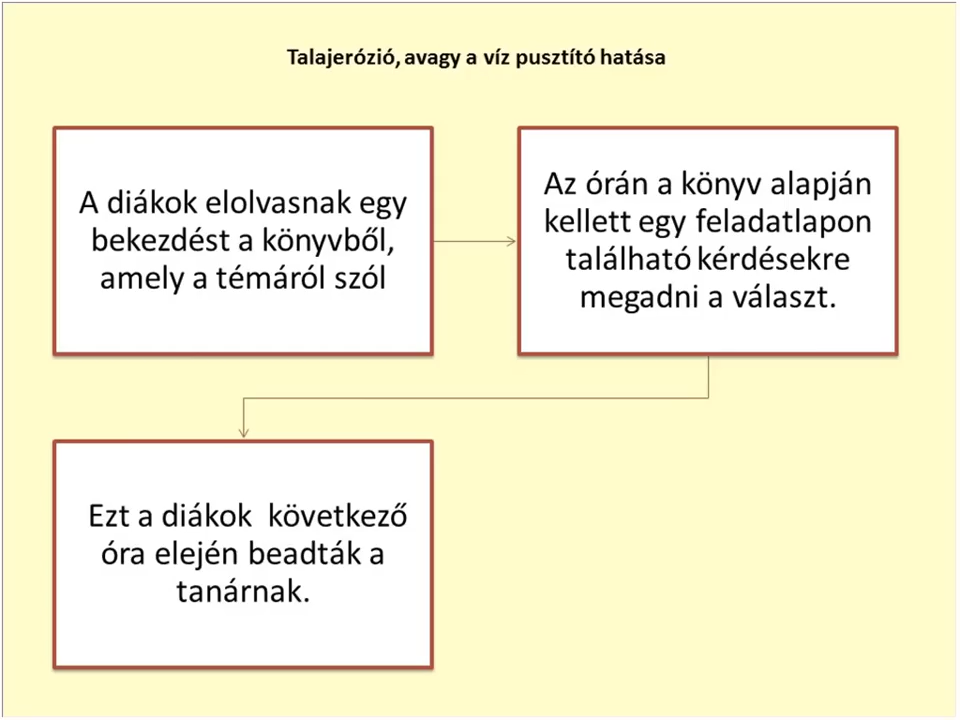 Talajerózió, avagy a víz pusztító hatása
A diákok elolvasnak egy
bekezdést a könyvből,
amely a témáról szól
Az órán a könyv alapján
kellett egy feladatlapon
található kérdésekre
megadni a választ.
Ezt a diákok következő
óra elején beadták a
tanárnak.